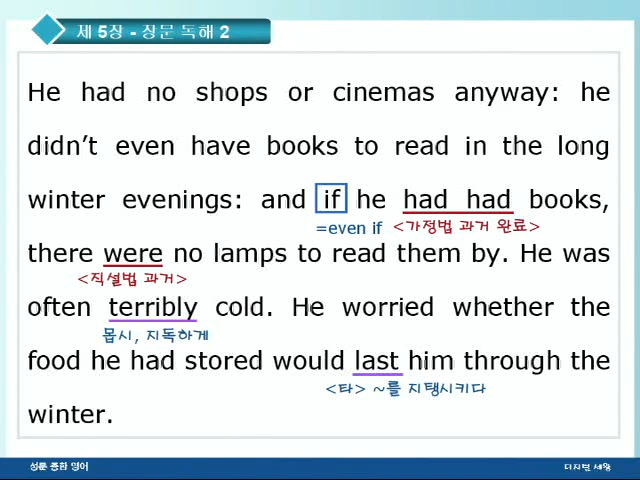 제 5장 - 장문 독해 2
He had no shops or cinemas anyway: he
didn't even have books to read in the long
winter evenings: and if he had had books,
=even if <가정법 과거 완료>
there were no lamps to read them by. He was
<직설법 과거>
often terribly cold. He worried whether the
몹시, 지독하게
food he had stored would last him through the
<타> ~를 지탱시키다
winter.
성문 종합 영어
디지털 세왕